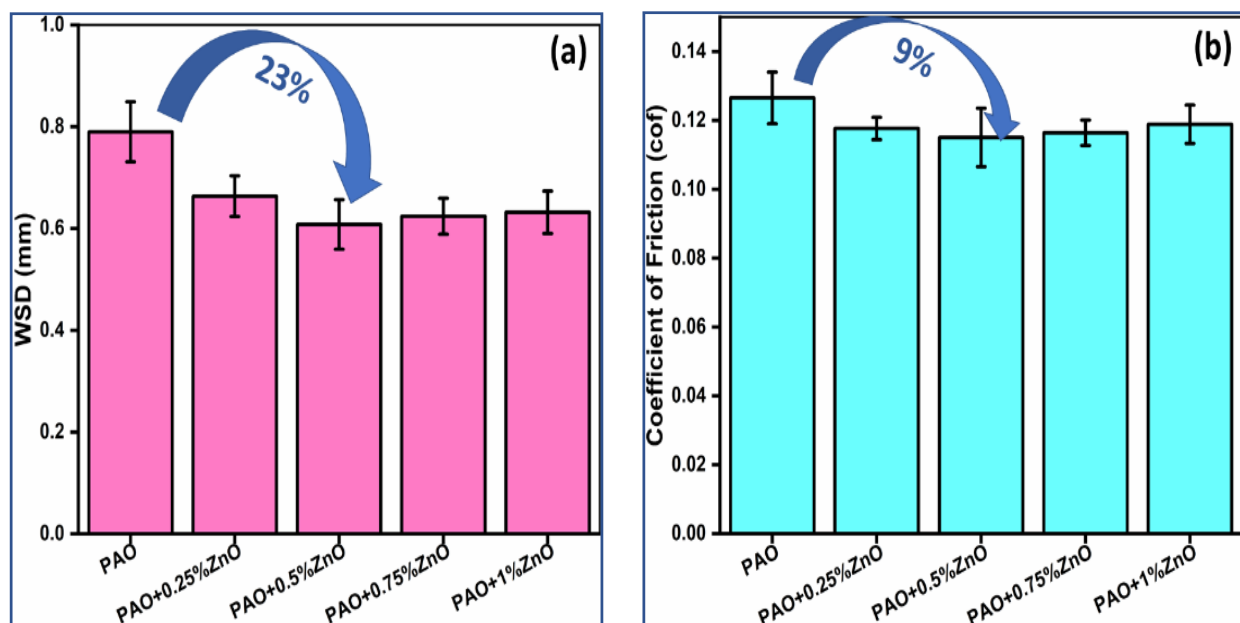 (a)
23%
WSD (mm)
1.0
0.8
0.6
0.4
0.2
0.0
PAO
PAO+0.25%ZnO
PAO+0.5%ZnO
PAO+0.75%ZnO
PAO+1%ZnO
(b)
9%
Coefficient of Friction (cof)
0.14
0.12
0.10
0.08
0.06
0.04
0.02
0.00
PAO
PAO+0.25%ZnO
PAO+0.5%ZnO
PAO+0.75%ZnO
PAO+1%ZnO